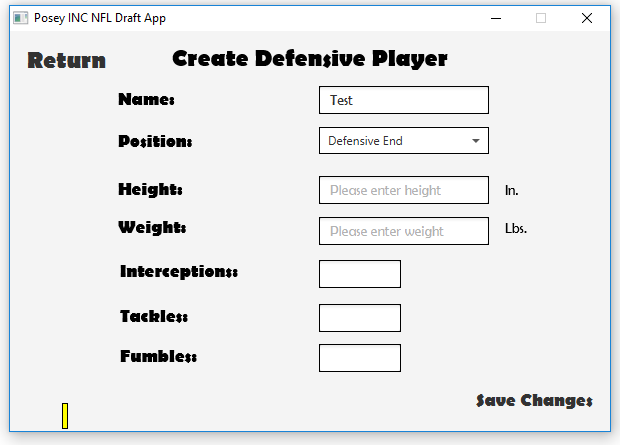 Posey INC NFL Draft App
Return
Create Defensive Player
Name: Test
Position: Defensive End
Height: Please enter height In.
Weight: Please enter weight Lbs.
Interceptions:
Tackles:
Fumbles:
Save Changes